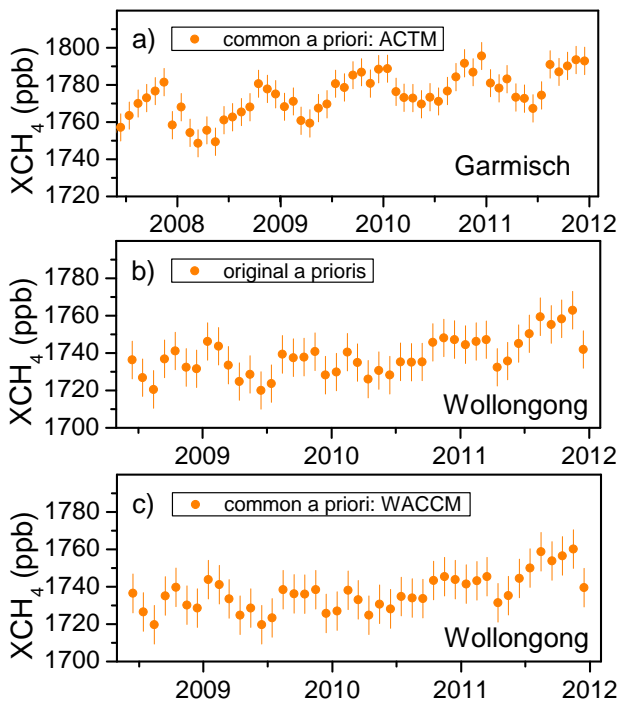 a)
common a priori: ACTM
XCH4 (ppb)
1800
1780
1760
1740
1720
Garmisch
2008 2009 2010 2011 2012
b)
original a prioris
XCH4 (ppb)
1780
1760
1740
1720
1700
Wollongong
2009 2010 2011 2012
c)
common a priori: WACCM
XCH4 (ppb)
1780
1760
1740
1720
1700
Wollongong
2009 2010 2011 2012